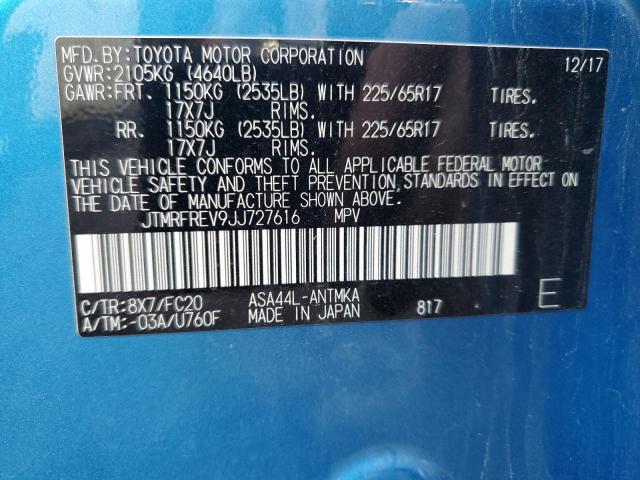 MFD.BY:TOYOTA MOTOR CORPORATION 12/17
GVWR:2105KG (4640LB)
GAWR:FRT. 1150KG (2535LB) WITH 225/65R17 TIRES.
17X7J RIMS.
RR. 1150KG (2535LB) WITH 225/65R17 TIRES.
17X7J RIMS.
THIS VEHICLE CONFORMS TO ALL APPLICABLE FEDERAL MOTOR
VEHICLE SAFETY AND THEFT PREVENTION STANDARDS IN EFFECT
ON THE DATE OF MANUFACTURE SHOWN ABOVE.
JTMRFREV9JJ727616 MPV
C/TR:8X7/FC20 ASA44L-ANTMKA E
A/TM:-03A/U760F MADE IN JAPAN 817